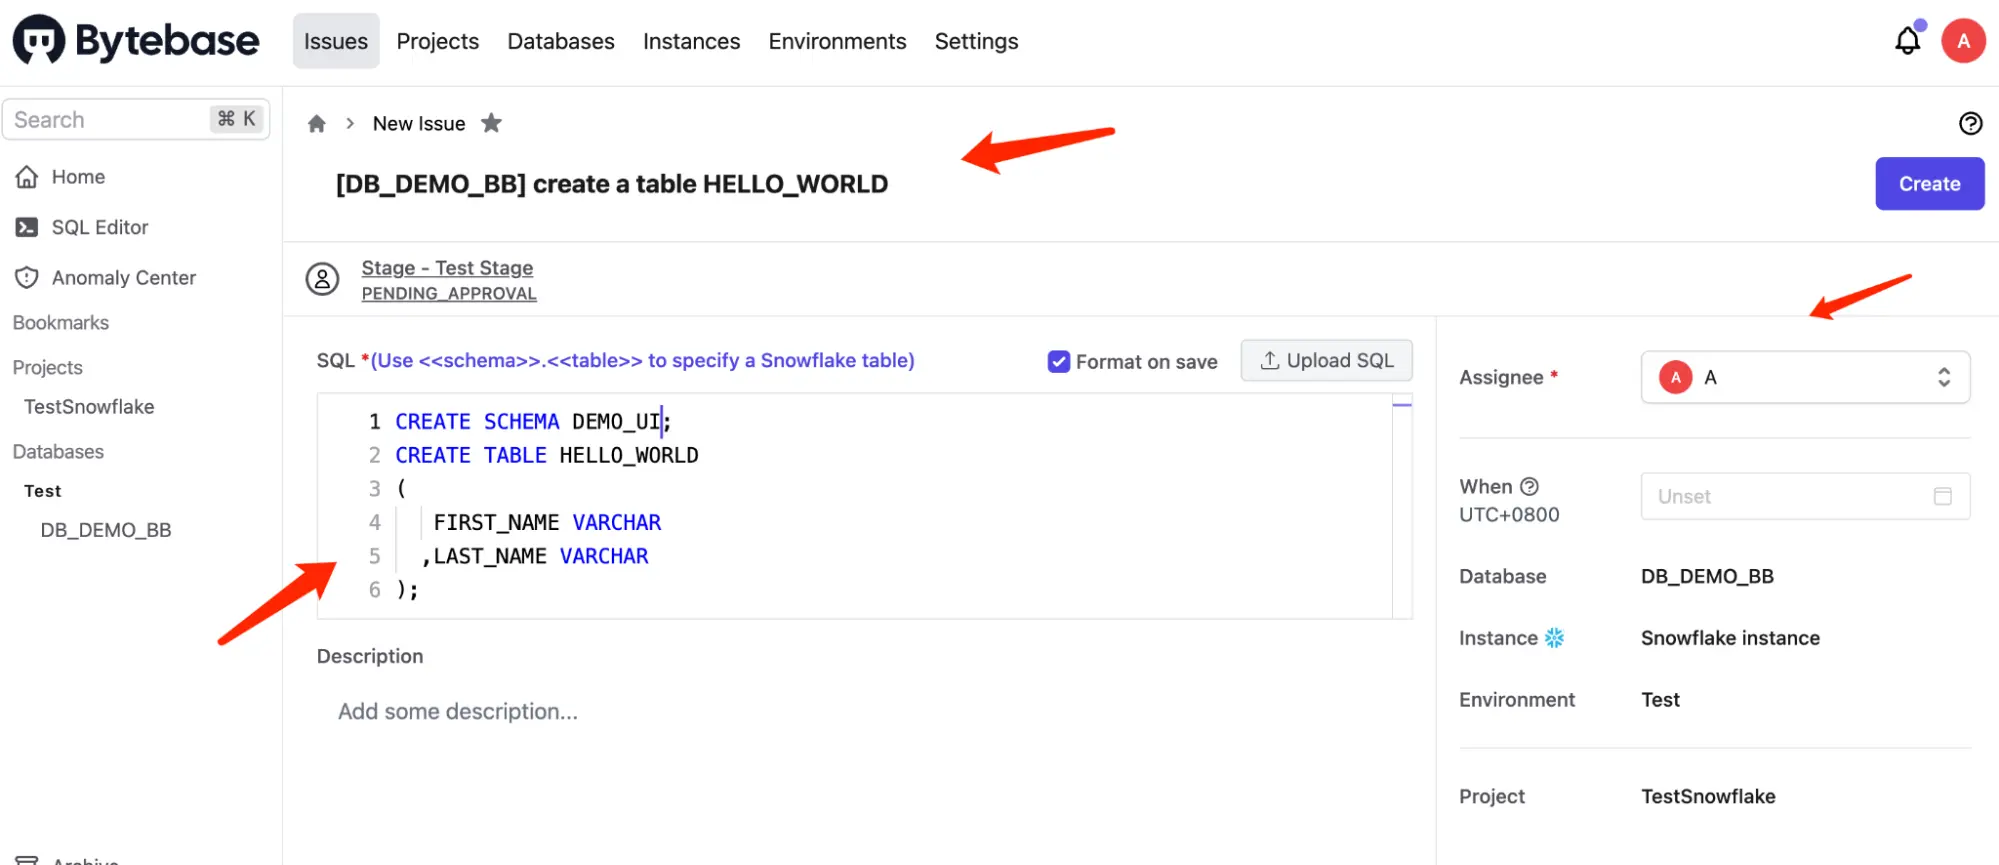 Bytebase
Issues Projects Databases Instances Environments Settings
A
Search ⌘ K
Home
SQL Editor
Anomaly Center
Bookmarks
Projects
TestSnowflake
Databases
Test
DB_DEMO_BB
Archive
New Issue
[DB_DEMO_BB] create a table HELLO_WORLD
Create
Stage - Test Stage
PENDING_APPROVAL
SQL *(Use <<schema>>.<<table>> to specify a Snowflake table)
Format on save
Upload SQL
1 CREATE SCHEMA DEMO_UI;
2 CREATE TABLE HELLO_WORLD
3 (
4 FIRST_NAME VARCHAR
5 ,LAST_NAME VARCHAR
6 );
Description
Add some description...
Assignee * A A
When
UTC+0800
Unset
Database DB_DEMO_BB
Instance Snowflake instance
Environment Test
Project TestSnowflake